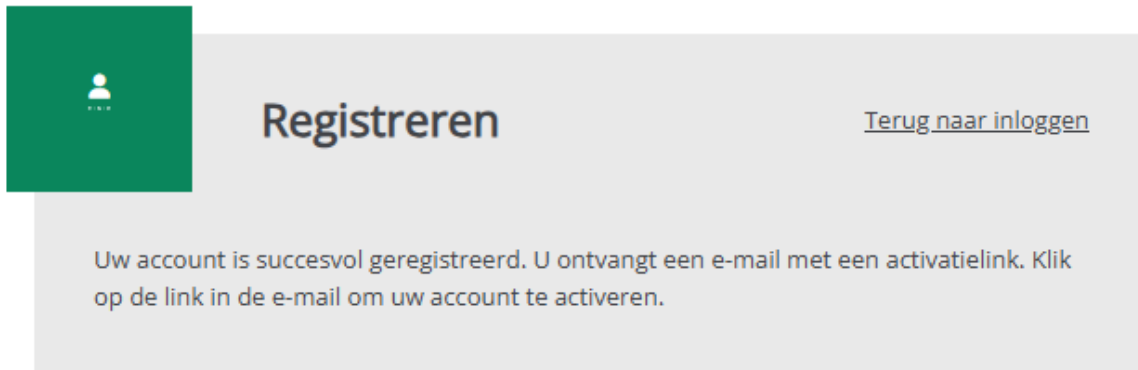 Registreren
Terug naar inloggen
Uw account is succesvol geregistreerd. U ontvangt een e-mail met een activatielink. Klik
op de link in de e-mail om uw account te activeren.